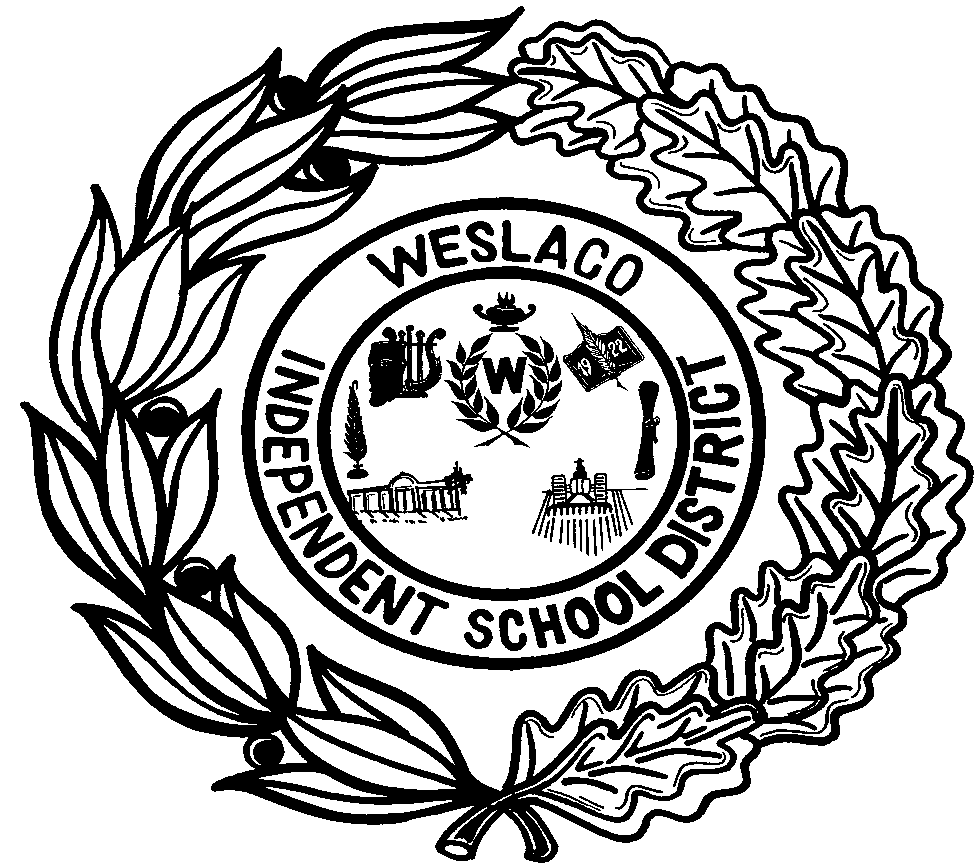 WESLACO
INDEPENDENT SCHOOL DISTRICT
W
19 22